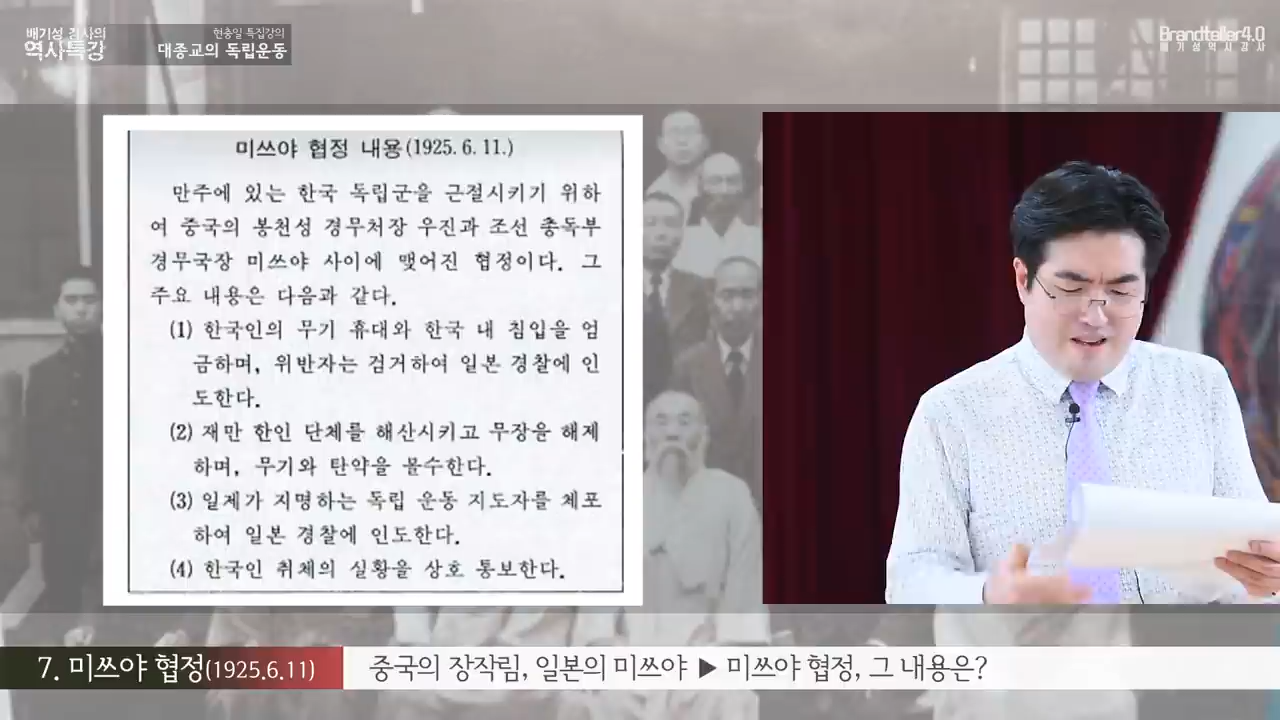 배기성 강사의
역사특강
현충일 특집강의
대종교의 독립운동
Brandteller4.0
배기성역사강사
미쓰야 협정 내용(1925. 6. 11.)
만주에 있는 한국 독립군을 근절시키기 위하
여 중국의 봉천성 경무처장 우진과 조선 총독부
경무국장 미쓰야 사이에 맺어진 협정이다. 그
주요 내용은 다음과 같다.
(1) 한국인의 무기 휴대와 한국 내 침입을 엄
금하며, 위반자는 검거하여 일본 경찰에 인
도한다.
(2) 재만 한인 단체를 해산시키고 무장을 해제
하며, 무기와 탄약을 몰수한다.
(3) 일제가 지명하는 독립 운동 지도자를 체포
하여 일본 경찰에 인도한다.
(4) 한국인 취체의 실황을 상호 통보한다.
7. 미쓰야 협정(1925.6.11)
중국의 장작림, 일본의 미쓰야 ▶ 미쓰야 협정, 그 내용은?